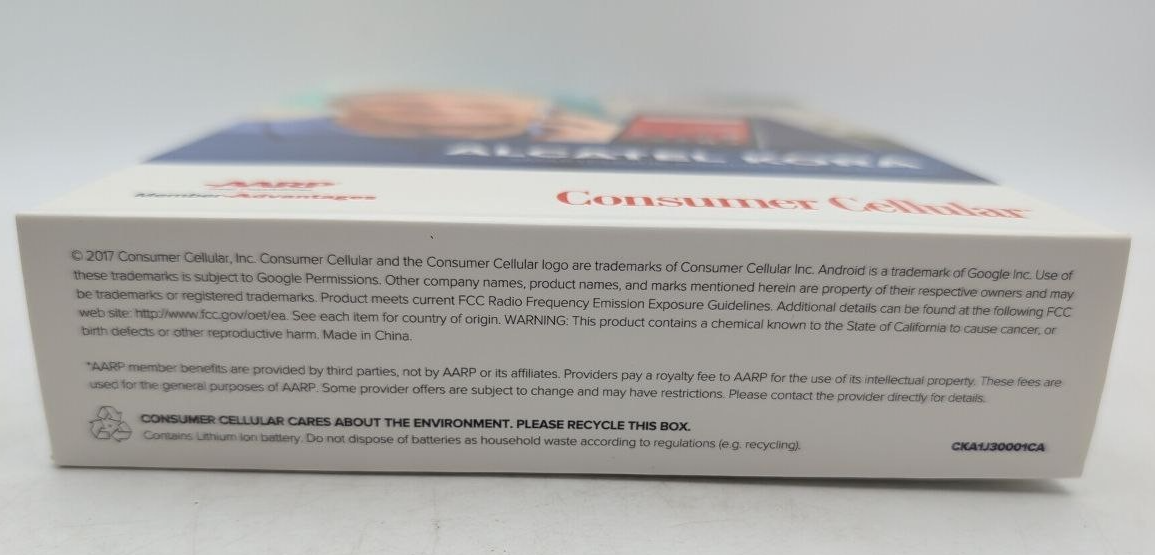 ALCATEL KORA
AARP
Member Advantages
Consumer Cellular
© 2017 Consumer Cellular, Inc. Consumer Cellular and the Consumer Cellular logo are trademarks of Consumer Cellular Inc. Android is a trademark of Google Inc. Use of
these trademarks is subject to Google Permissions. Other company names, product names, and marks mentioned herein are property of their respective owners and may
be trademarks or registered trademarks. Product meets current FCC Radio Frequency Emission Exposure Guidelines. Additional details can be found at the following FCC
web site: http://www.fcc.gov/oet/ea. See each item for country of origin. WARNING: This product contains a chemical known to the State of California to cause cancer, or
birth defects or other reproductive harm. Made in China.
*AARP member benefits are provided by third parties, not by AARP or its affiliates. Providers pay a royalty fee to AARP for the use of its intellectual property. These fees are
used for the general purposes of AARP. Some provider offers are subject to change and may have restrictions. Please contact the provider directly for details.
CONSUMER CELLULAR CARES ABOUT THE ENVIRONMENT. PLEASE RECYCLE THIS BOX.
Contains Lithium Ion battery. Do not dispose of batteries as household waste according to regulations (e.g. recycling).
CKA1J30001CA